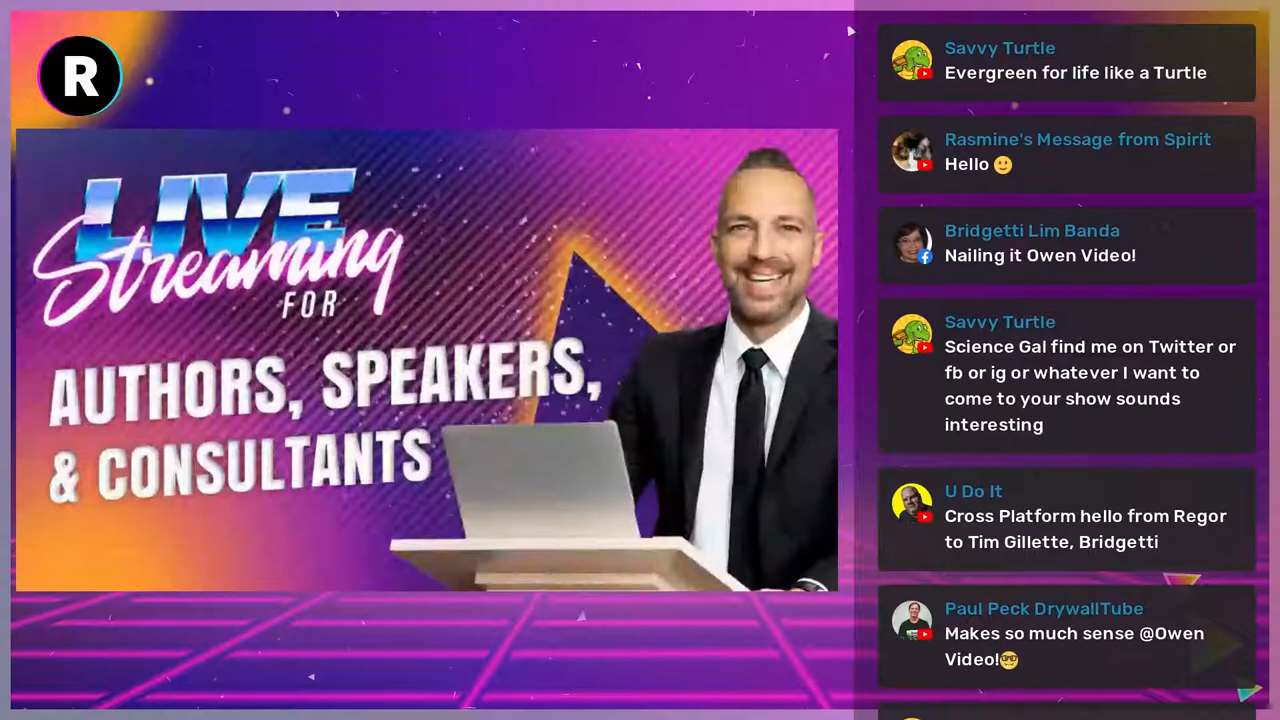 R
LIVE
Streaming
FOR
AUTHORS, SPEAKERS,
& CONSULTANTS
Savvy Turtle
Evergreen for life like a Turtle
Rasmine's Message from Spirit
Hello 🙂
Bridgetti Lim Banda
Nailing it Owen Video!
Savvy Turtle
Science Gal find me on Twitter or
fb or ig or whatever I want to
come to your show sounds
interesting
U Do It
Cross Platform hello from Regor
to Tim Gillette, Bridgetti
Paul Peck DrywallTube
Makes so much sense @Owen
Video!🤓